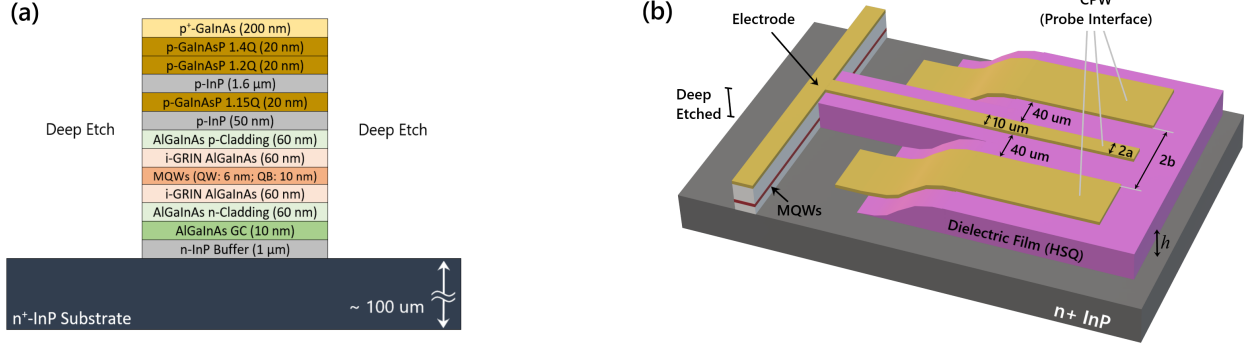 (a)
p⁺-GaInAs (200 nm)
p-GaInAsP 1.4Q (20 nm)
p-GaInAsP 1.2Q (20 nm)
p-InP (1.6 μm)
p-GaInAsP 1.15Q (20 nm)
p-InP (50 nm)
AlGaInAs p-Cladding (60 nm)
i-GRIN AlGaInAs (60 nm)
MQWs (QW: 6 nm; QB: 10 nm)
i-GRIN AlGaInAs (60 nm)
AlGaInAs n-Cladding (60 nm)
AlGaInAs GC (10 nm)
n-InP Buffer (1 μm)
Deep Etch
Deep Etch
~ 100 um
n⁺-InP Substrate
(b)
CPW
(Probe Interface)
Electrode
Deep
Etched
40 um
10 um
40 um
2a
2b
MQWs
Dielectric Film (HSQ)
h
n+ InP